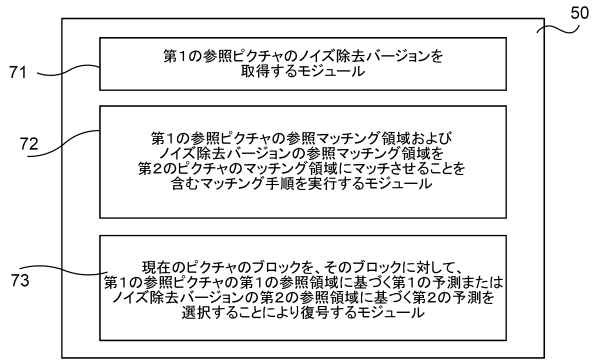 50
71
第１の参照ピクチャのノイズ除去バージョンを
取得するモジュール
72
第１の参照ピクチャの参照マッチング領域および
ノイズ除去バージョンの参照マッチング領域を
第２のピクチャのマッチング領域にマッチさせることを
含むマッチング手順を実行するモジュール
73
現在のピクチャのブロックを、そのブロックに対して、
第１の参照ピクチャの第１の参照領域に基づく第１の予測または
ノイズ除去バージョンの第２の参照領域に基づく第２の予測を
選択することにより復号するモジュール